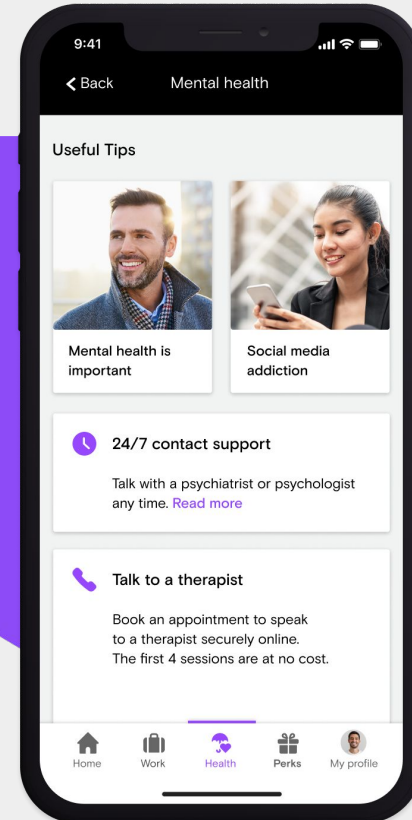 9:41
Back
Mental health
Useful Tips
Mental health is
important
Social media
addiction
24/7 contact support
Talk with a psychiatrist or psychologist
any time. Read more
Talk to a therapist
Book an appointment to speak
to a therapist securely online.
The first 4 sessions are at no cost.
Home
Work
Health
Perks
My profile